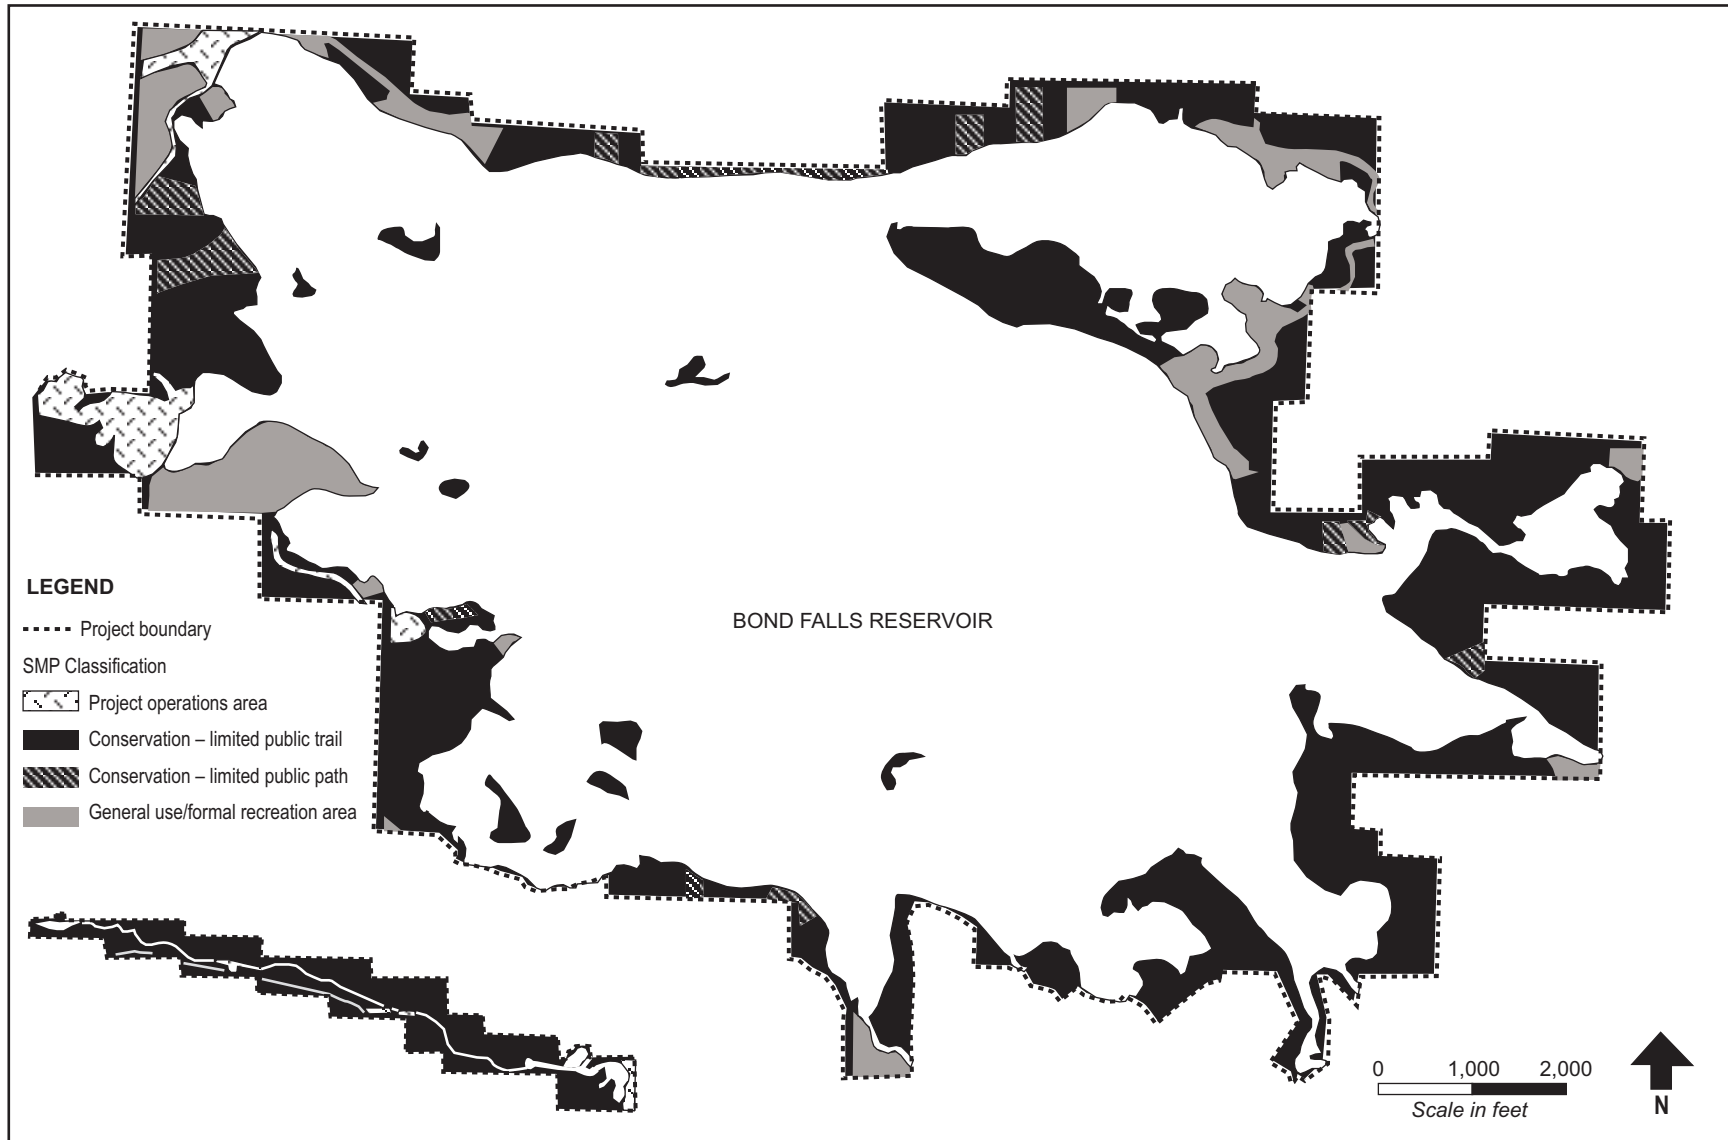 BOND FALLS RESERVOIR
LEGEND
Project boundary
SMP Classification
Project operations area
Conservation – limited public trail
Conservation – limited public path
General use/formal recreation area
0 1,000 2,000
Scale in feet
N